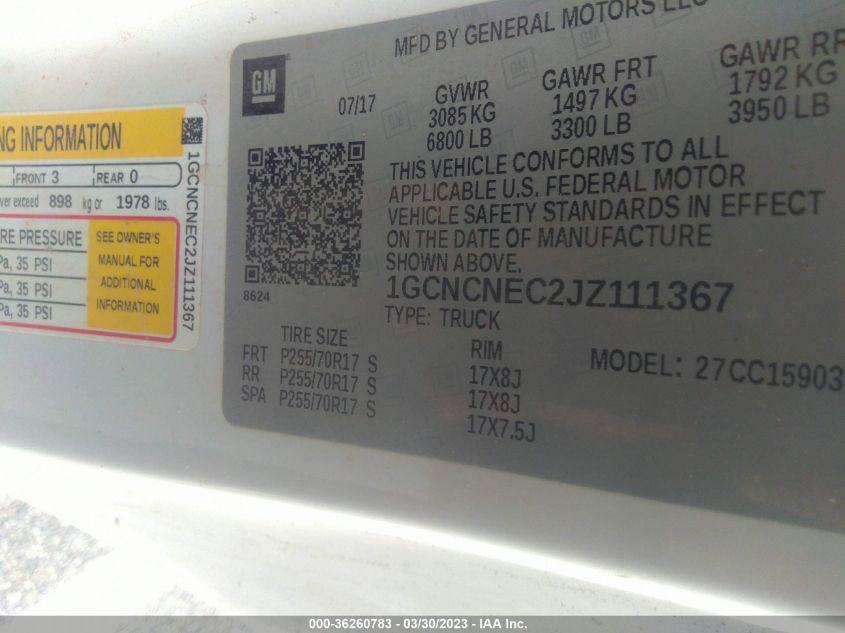 NG INFORMATION
FRONT 3 REAR 0
ver exceed 898 kg or 1978 lbs.
RE PRESSURE
Pa, 35 PSI
Pa, 35 PSI
Pa, 35 PSI
SEE OWNER'S
MANUAL FOR
ADDITIONAL
INFORMATION
1GCNCNEC2JZ111367
GM
MFD BY GENERAL MOTORS LLC
07/17
GVWR
3085 KG
6800 LB
GAWR FRT
1497 KG
3300 LB
GAWR RR
1792 KG
3950 LB
THIS VEHICLE CONFORMS TO ALL
APPLICABLE U.S. FEDERAL MOTOR
VEHICLE SAFETY STANDARDS IN EFFECT
ON THE DATE OF MANUFACTURE
SHOWN ABOVE.
8624
1GCNCNEC2JZ111367
TYPE: TRUCK
TIRE SIZE
FRT P255/70R17 S
RR P255/70R17 S
SPA P255/70R17 S
RIM
17X8J
17X8J
17X7.5J
MODEL: 27CC15903
000-36260783 — 03/30/2023 — IAA Inc.